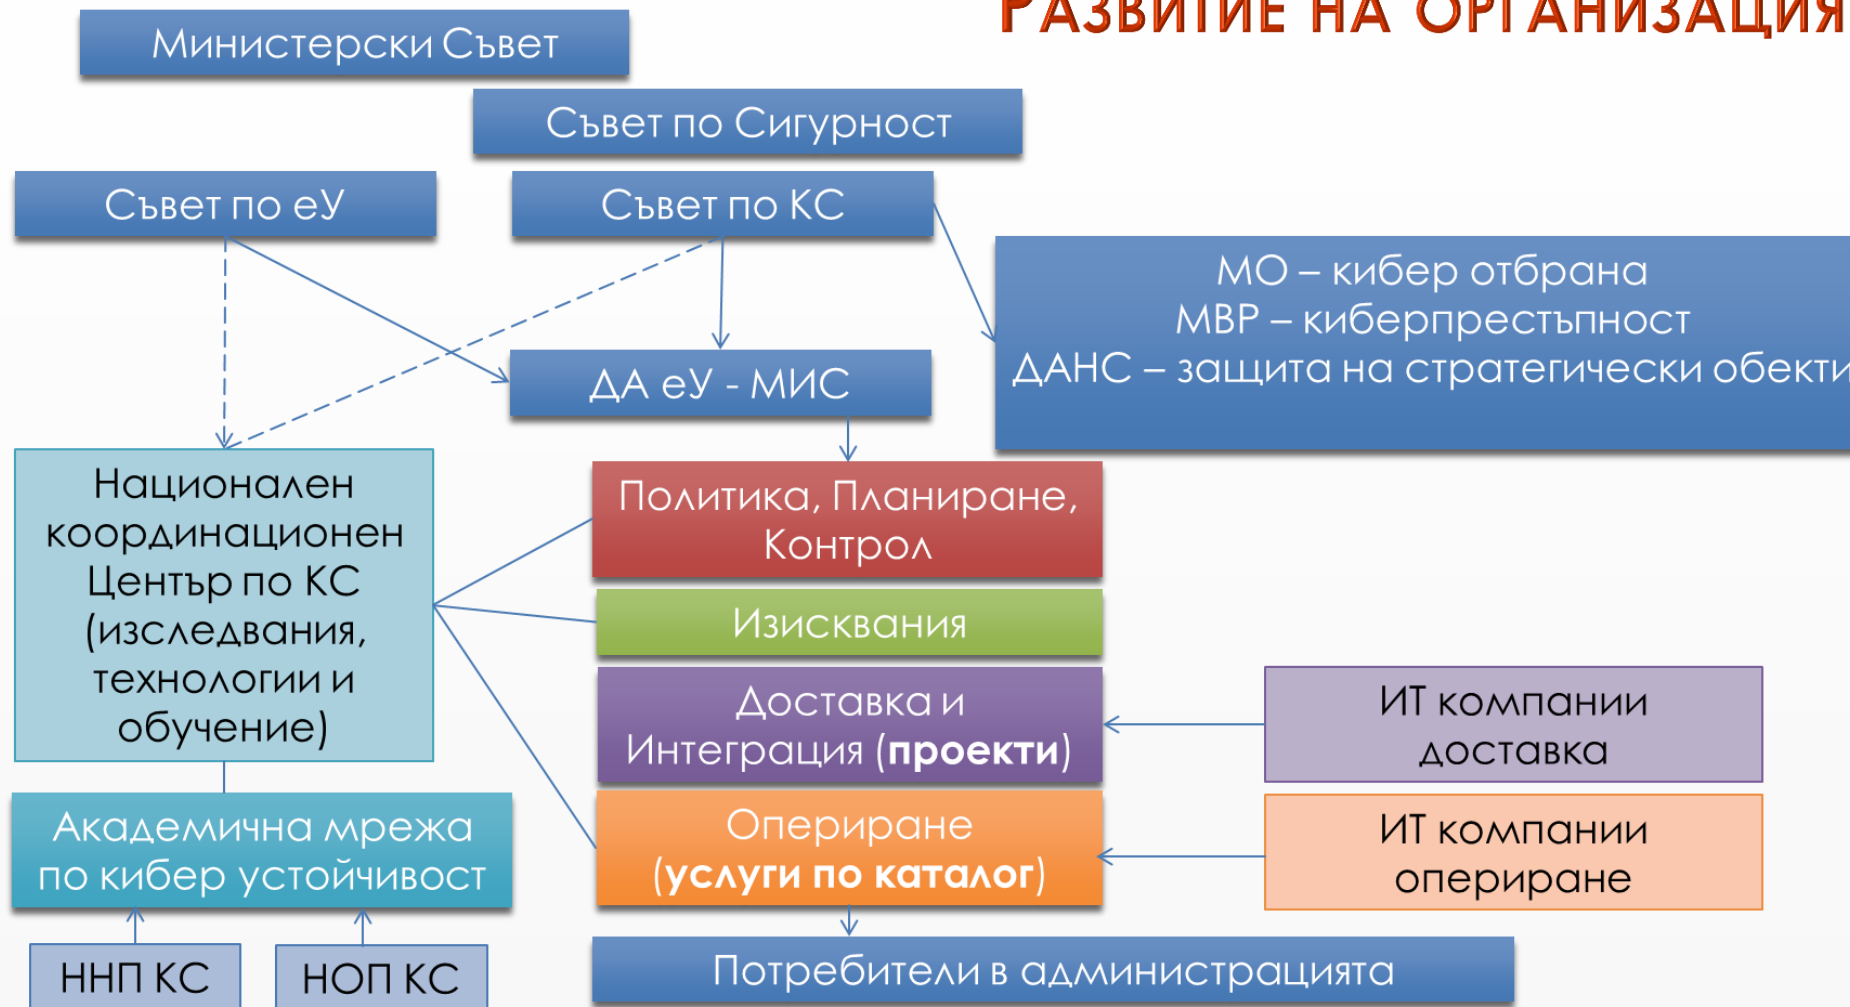 РАЗВИТИЕ НА ОРГАНИЗАЦИЯ
Министерски Съвет
Съвет по Сигурност
Съвет по еУ
Съвет по КС
МО – кибер отбрана
МВР – киберпрестъпност
ДАНС – защита на стратегически обекти
ДА еУ - МИС
Национален
координационен
Център по КС
(изследвания,
технологии и
обучение)
Политика, Планиране,
Контрол
Изисквания
Доставка и
Интеграция (проекти)
ИТ компании
доставка
Академична мрежа
по кибер устойчивост
Опериране
(услуги по каталог)
ИТ компании
опериране
ННП КС
НОП КС
Потребители в администрацията